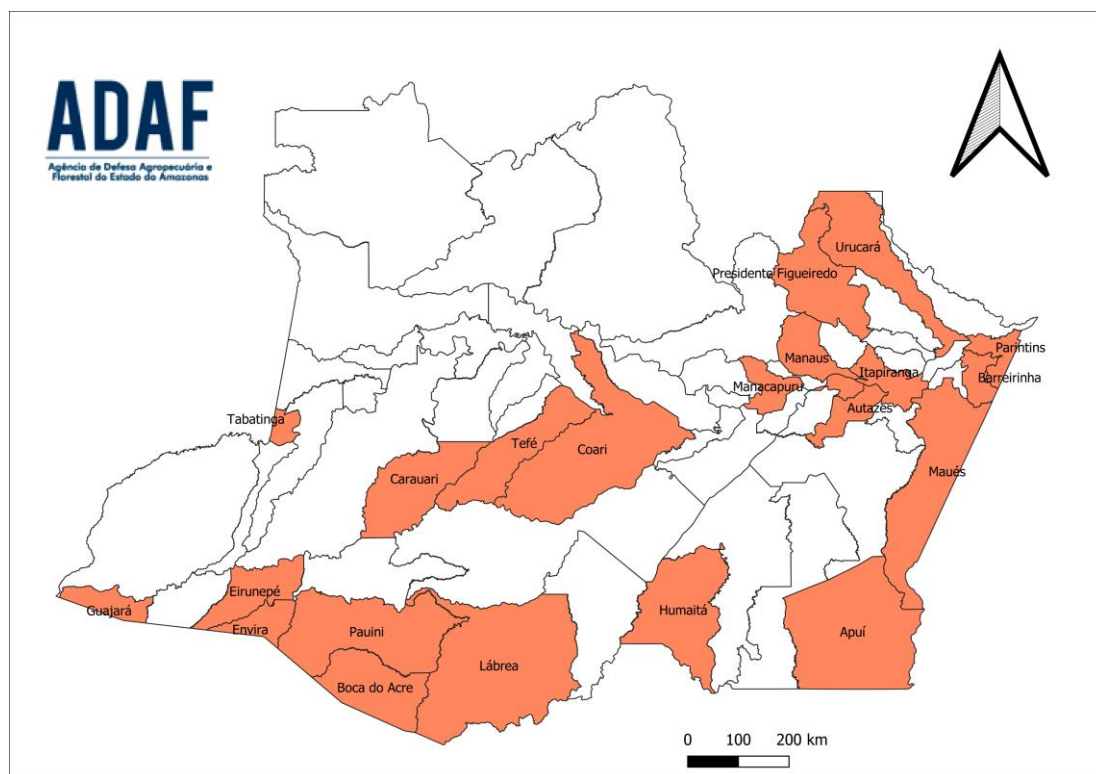 ADAF
Agência de Defesa Agropecuária e
Florestal do Estado do Amazonas
Urucará
Presidente Figueiredo
Parintins
Manaus
Itapiranga
Barreirinha
Manacapuru
Autazes
Tabatinga
Tefé
Coari
Carauari
Maués
Eirunepé
Guajará
Humaitá
Envira
Pauini
Apuí
Lábrea
Boca do Acre
0 100 200 km